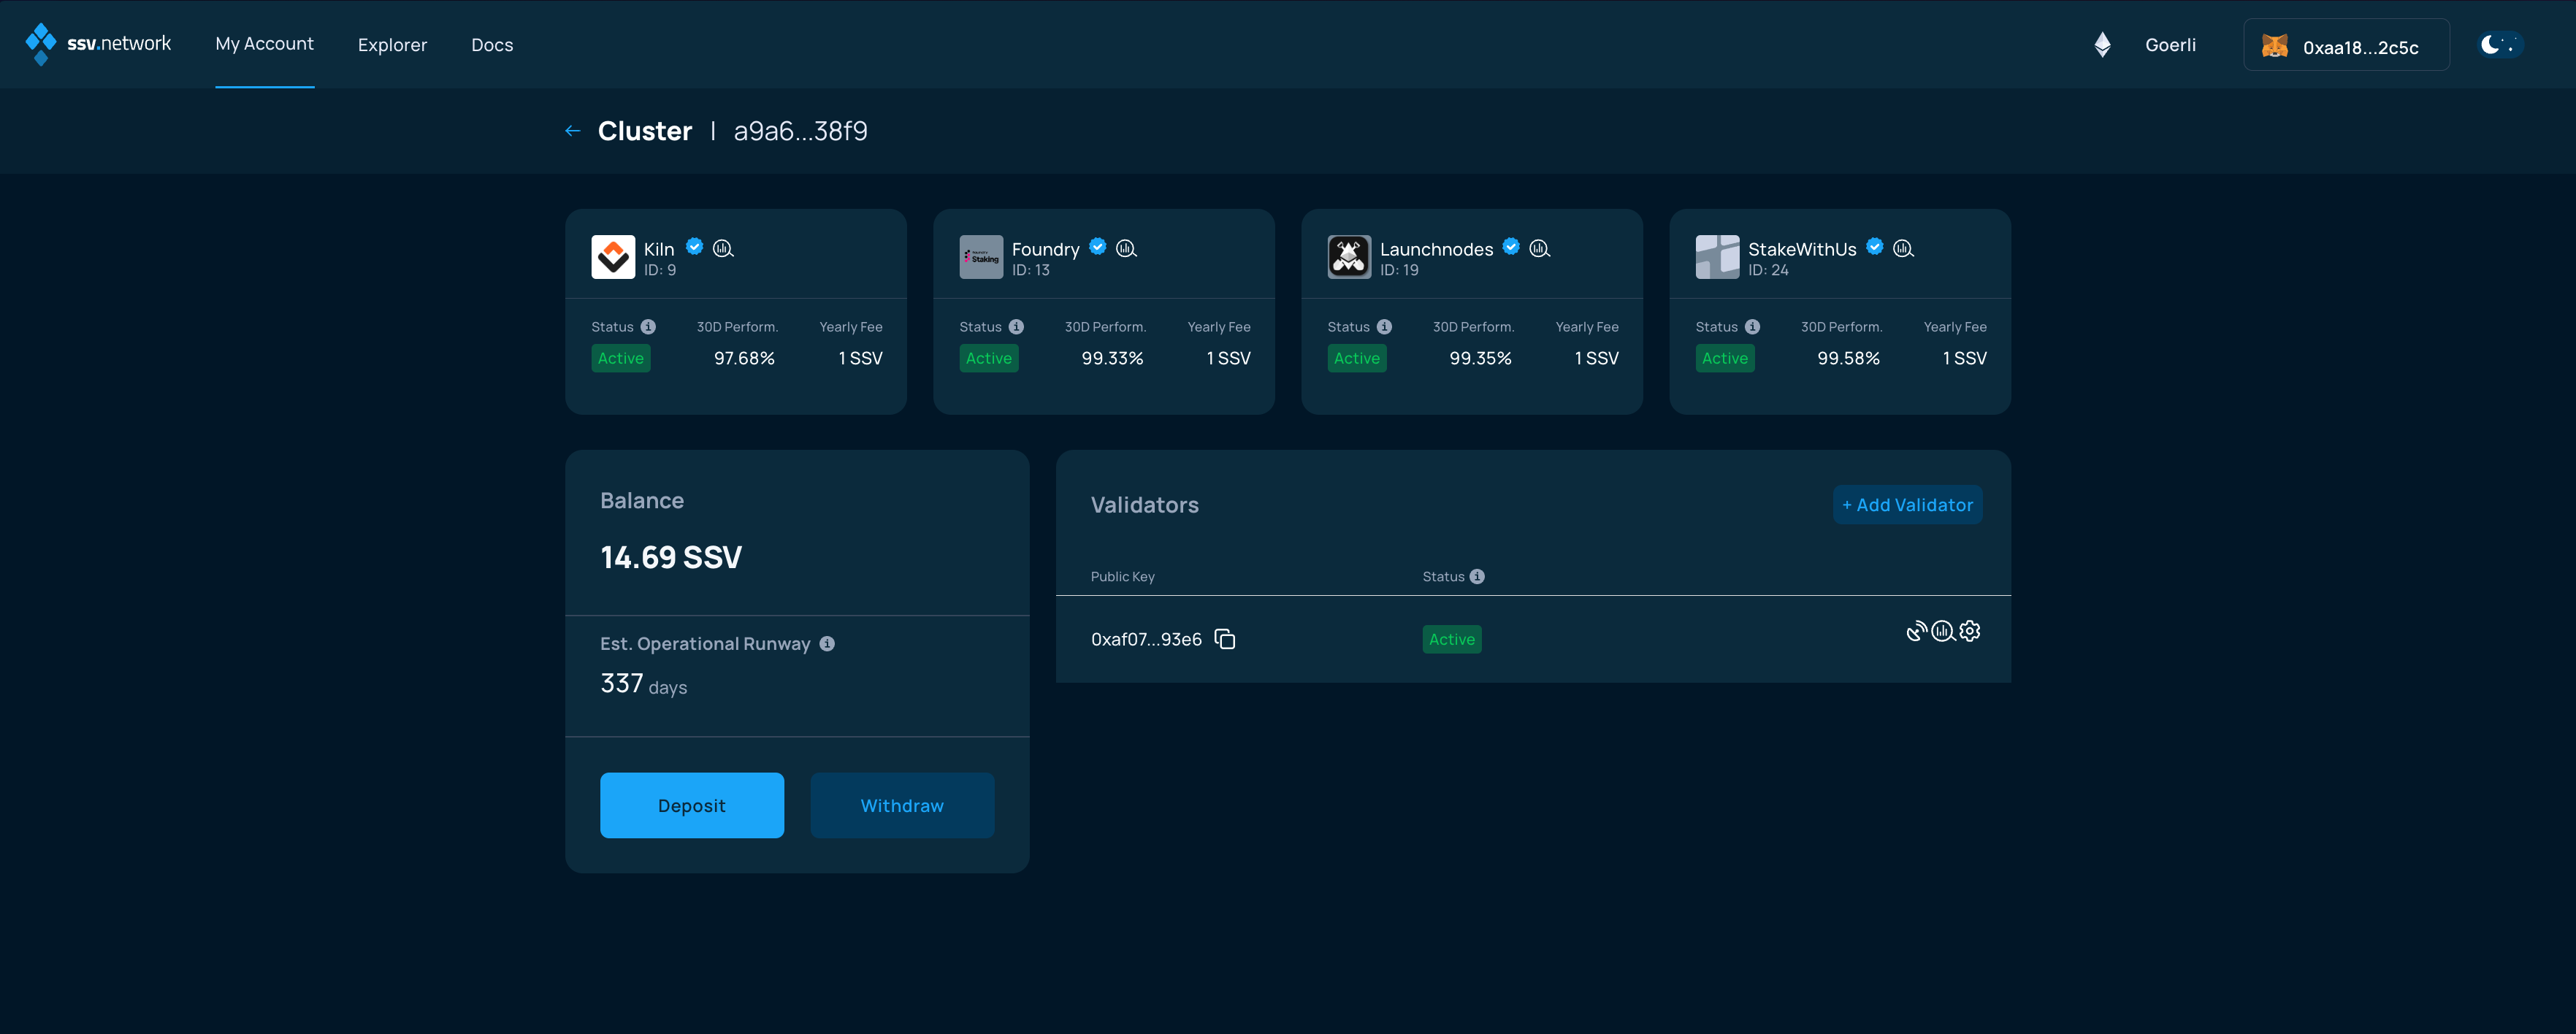 ssv.network My Account Explorer Docs Goerli 0xaa18...2c5c
Cluster | a9a6...38f9
Kiln
ID: 9
Status 30D Perform. Yearly Fee
Active 97.68% 1 SSV
Staking
Foundry
ID: 13
Status 30D Perform. Yearly Fee
Active 99.33% 1 SSV
Launchnodes
ID: 19
Status 30D Perform. Yearly Fee
Active 99.35% 1 SSV
StakeWithUs
ID: 24
Status 30D Perform. Yearly Fee
Active 99.58% 1 SSV
Balance
14.69 SSV
Est. Operational Runway
337 days
Deposit Withdraw
Validators + Add Validator
Public Key Status
0xaf07...93e6 Active